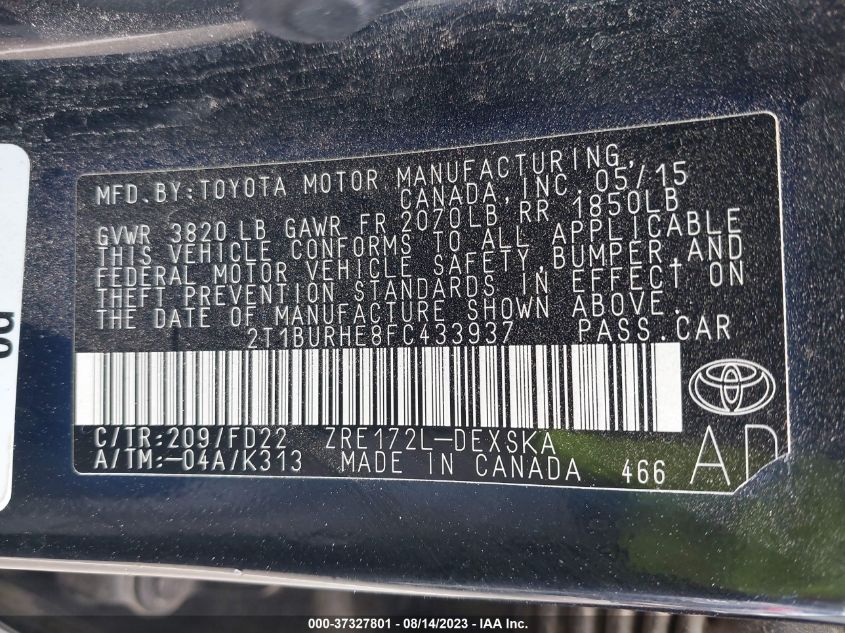 MFD. BY: TOYOTA MOTOR MANUFACTURING,
CANADA, INC. 05/15
GVWR 3820 LB GAWR FR 2070LB RR 1850LB
THIS VEHICLE CONFORMS TO ALL APPLICABLE
FEDERAL MOTOR VEHICLE SAFETY, BUMPER, AND
THEFT PREVENTION STANDARDS IN EFFECT ON
THE DATE OF MANUFACTURE SHOWN ABOVE.
2T1BURHE8FC433937 PASS. CAR
C/TR: 209/FD22 ZRE172L-DEXSKA
A/TM: -04A/K313 MADE IN CANADA 466
000-37327801 - 08/14/2023 - IAA Inc.